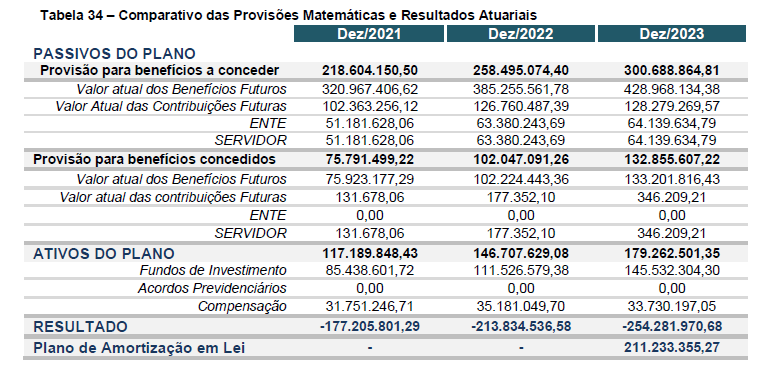 Tabela 34 – Comparativo das Provisões Matemáticas e Resultados Atuariais
Dez/2021 Dez/2022 Dez/2023
PASSIVOS DO PLANO
Provisão para benefícios a conceder 218.604.150,50 258.495.074,40 300.688.864,81
Valor atual dos Benefícios Futuros 320.967.406,62 385.255.561,78 428.968.134,38
Valor Atual das Contribuições Futuras 102.363.256,12 126.760.487,39 128.279.269,57
ENTE 51.181.628,06 63.380.243,69 64.139.634,79
SERVIDOR 51.181.628,06 63.380.243,69 64.139.634,79
Provisão para benefícios concedidos 75.791.499,22 102.047.091,26 132.855.607,22
Valor atual dos Benefícios Futuros 75.923.177,29 102.224.443,36 133.201.816,43
Valor atual das contribuições Futuras 131.678,06 177.352,10 346.209,21
ENTE 0,00 0,00 0,00
SERVIDOR 131.678,06 177.352,10 346.209,21
ATIVOS DO PLANO 117.189.848,43 146.707.629,08 179.262.501,35
Fundos de Investimento 85.438.601,72 111.526.579,38 145.532.304,30
Acordos Previdenciários 0,00 0,00 0,00
Compensação 31.751.246,71 35.181.049,70 33.730.197,05
RESULTADO -177.205.801,29 -213.834.536,58 -254.281.970,68
Plano de Amortização em Lei - - 211.233.355,27